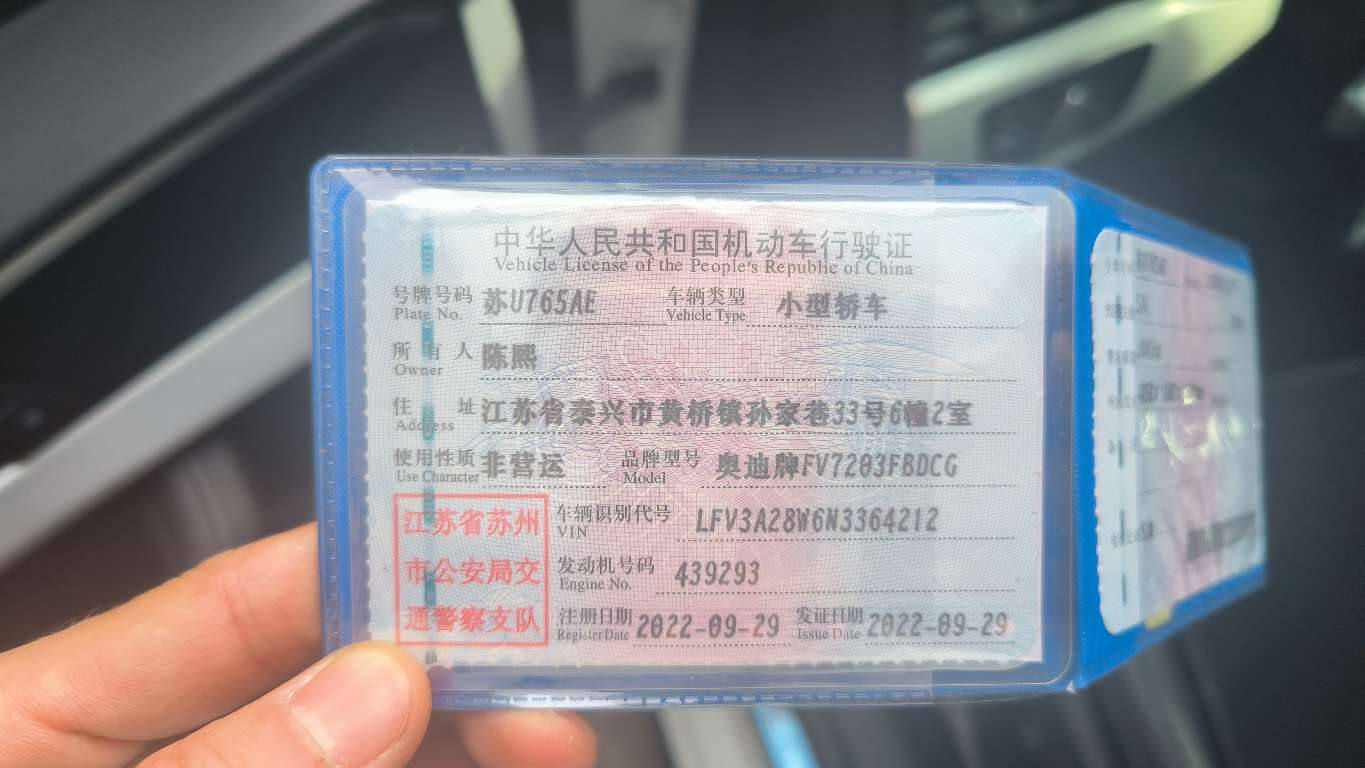 中华人民共和国机动车行驶证
Vehicle License of the People's Republic of China
号牌号码 苏U765AE 车辆类型 小型轿车
Plate No. Vehicle Type
所有人 陈熙
Owner
住址 江苏省泰兴市黄桥镇孙家巷33号6幢2室
Address
使用性质 非营运 品牌型号 奥迪牌FV7203FBDCG
Use Character Model
江苏省苏州 车辆识别代号 LFV3A28W6N3364212
VIN
市公安局交 发动机号码 439293
Engine No.
通警察支队 注册日期 2022-09-29 发证日期 2022-09-29
Register Date Issue Date